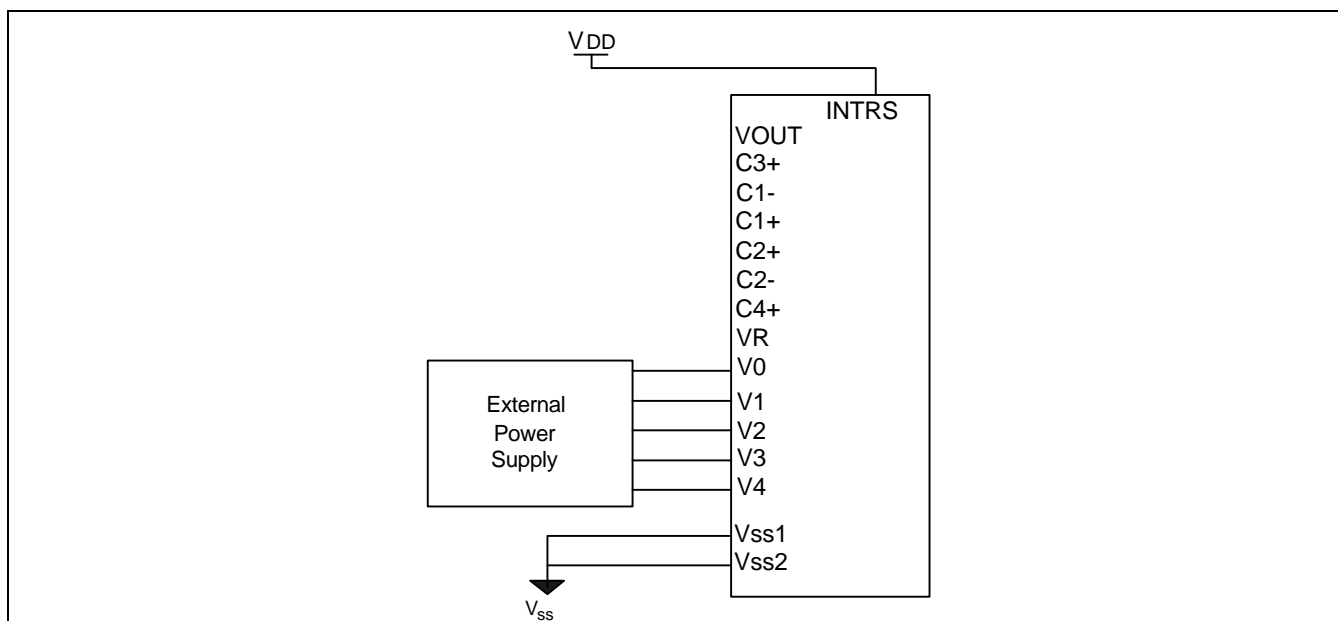 VDD
INTRS
VOUT
C3+
C1-
C1+
C2+
C2-
C4+
VR
V0
V1
V2
V3
V4
External
Power
Supply
Vss1
Vss2
Vss